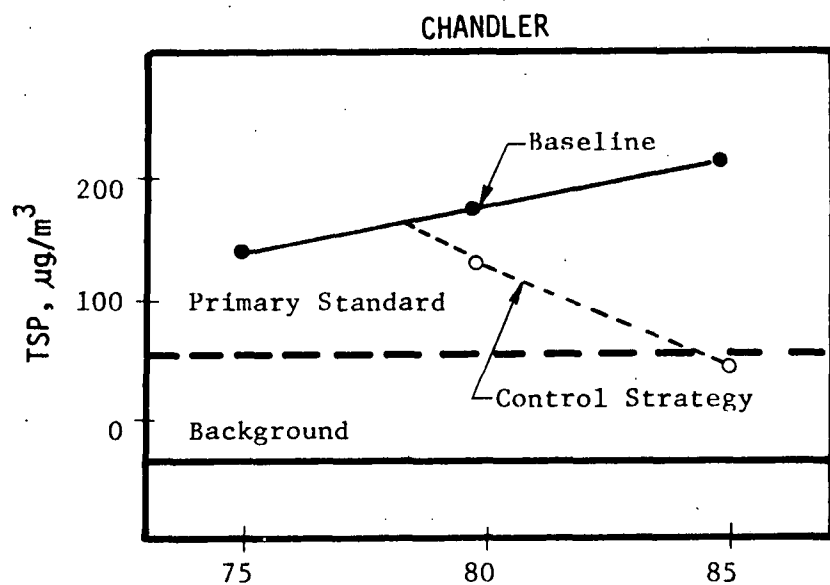 CHANDLER
Baseline
200
TSP, µg/m³
100
Primary Standard
Control Strategy
0
Background
75 80 85